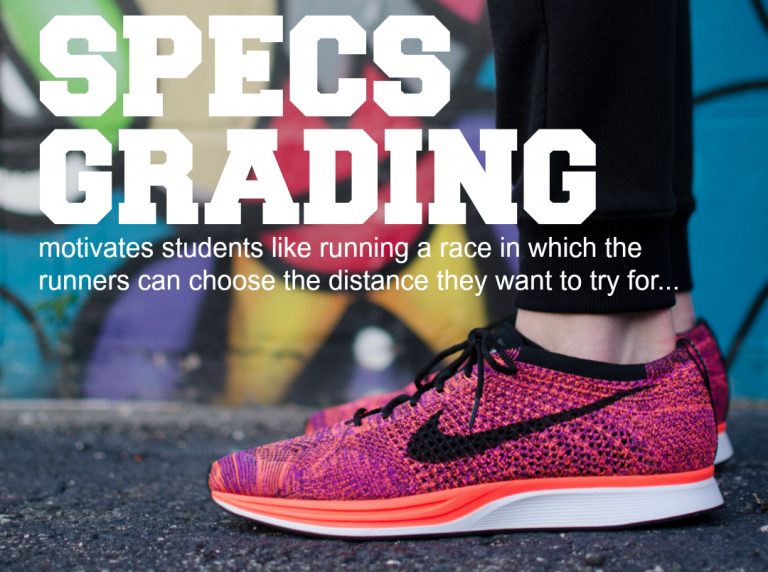 SPECS
GRADING
motivates students like running a race in which the
runners can choose the distance they want to try for...